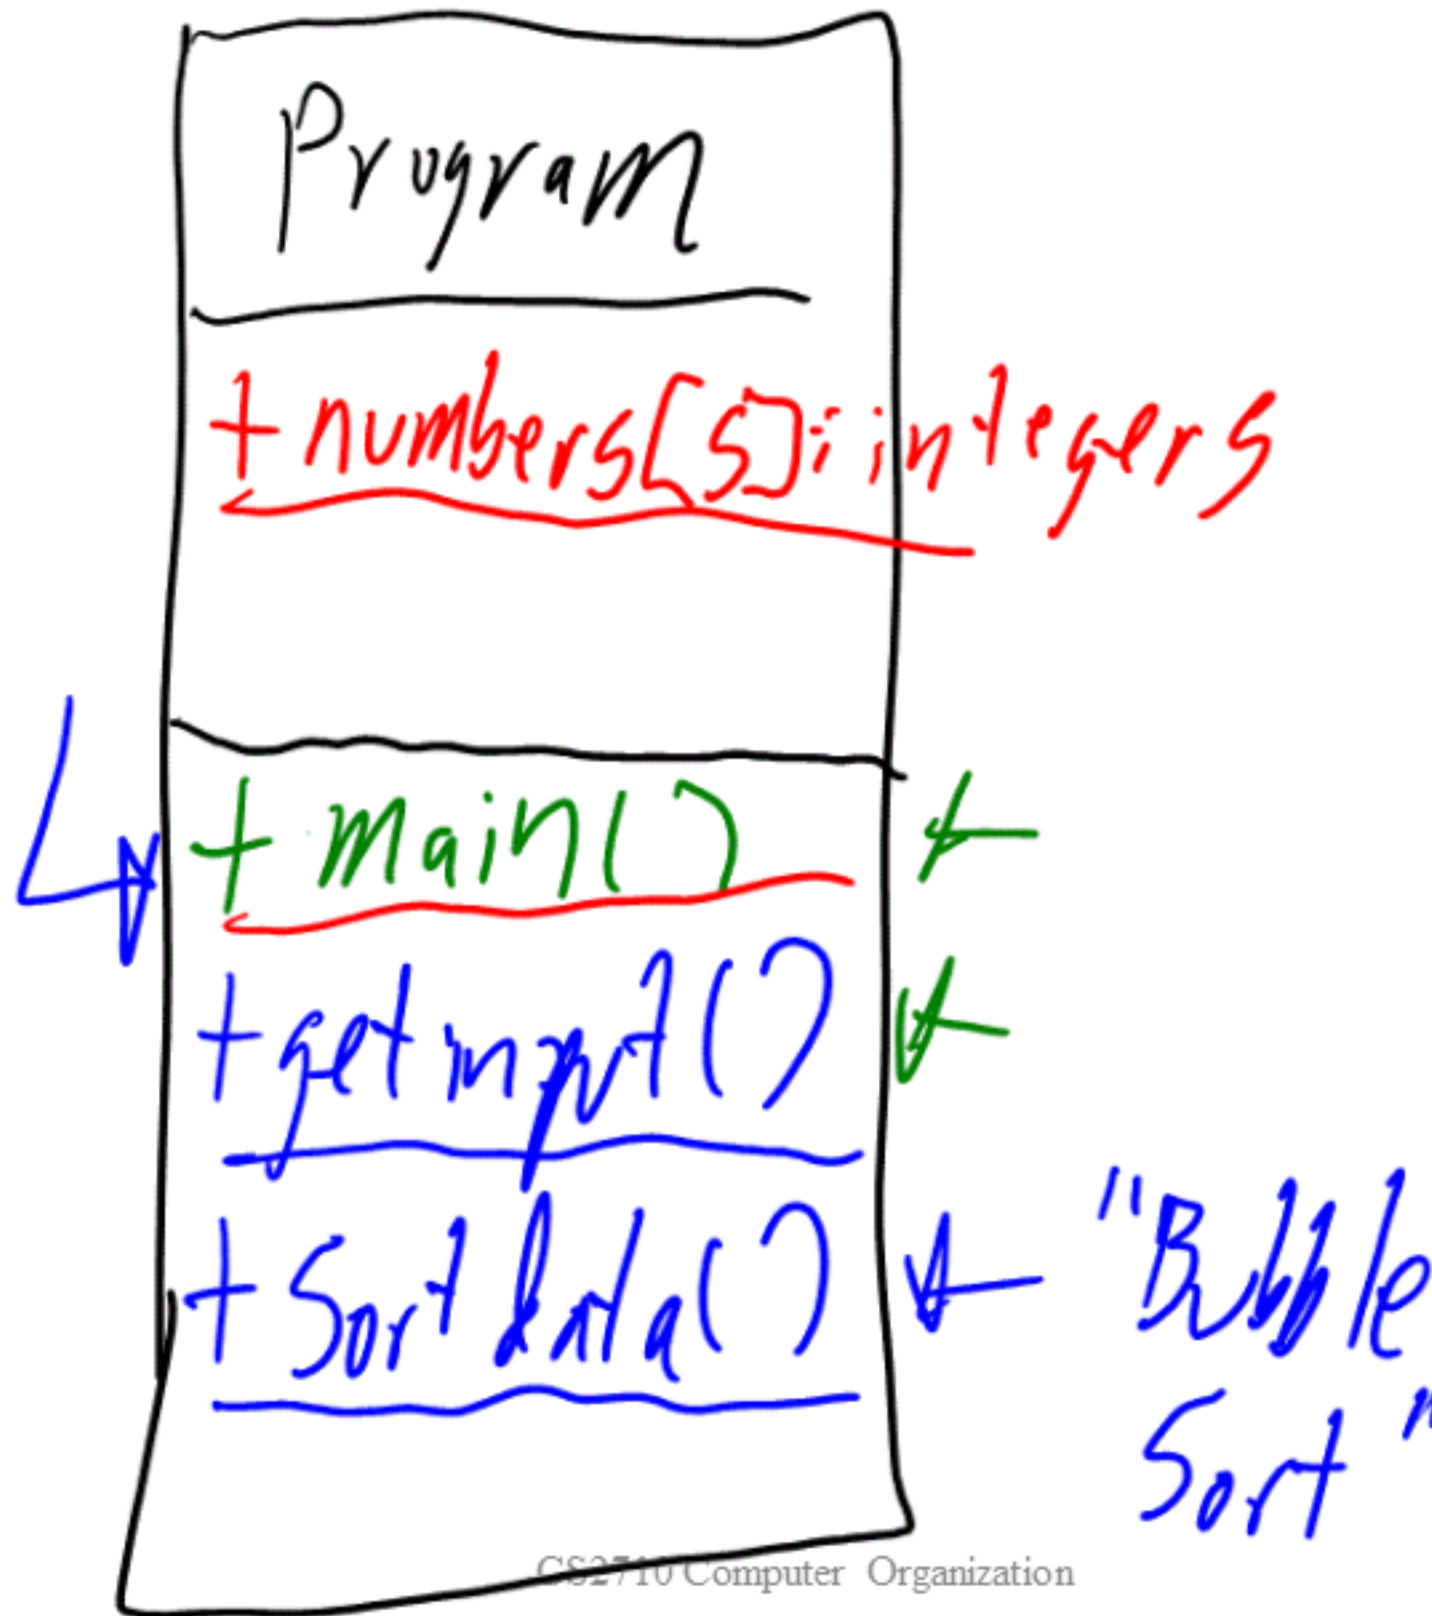 Program
+ numbers[5]: integers
+ main()
+ getinput()
+ Sortdata()
"Bubble
Sort"
CS2710 Computer Organization